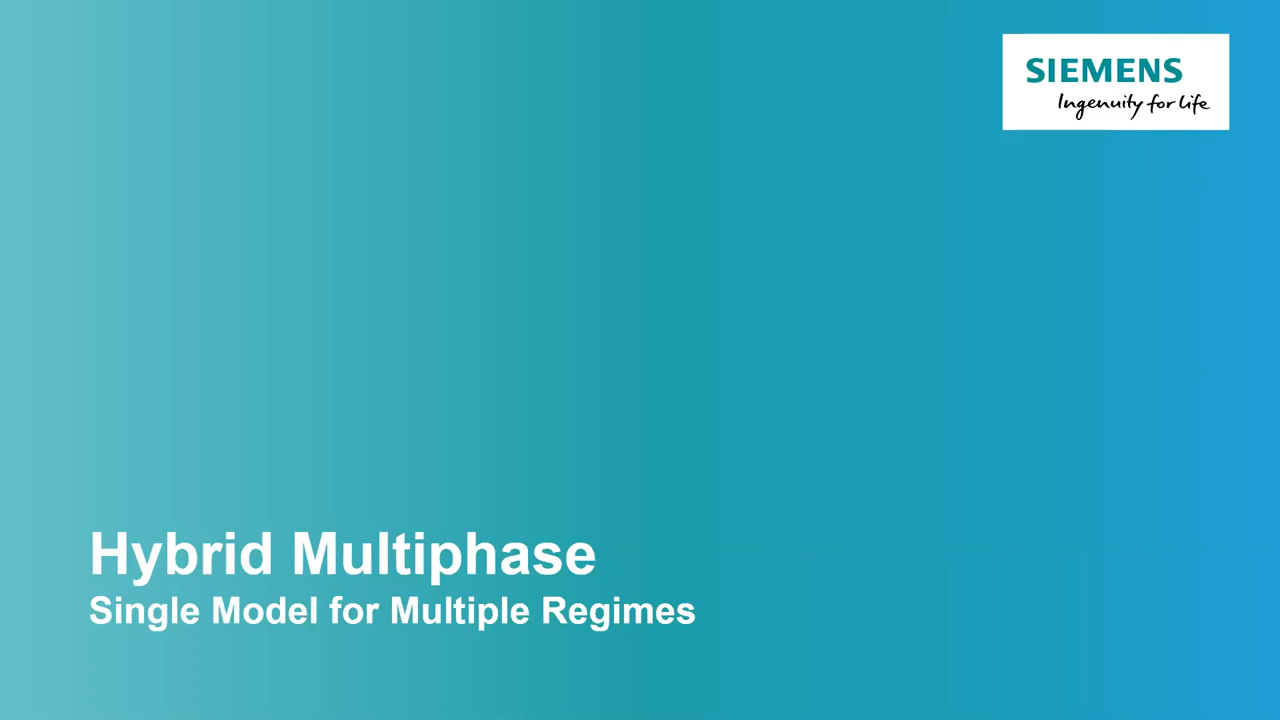 SIEMENS
Ingenuity for life
Hybrid Multiphase
Single Model for Multiple Regimes